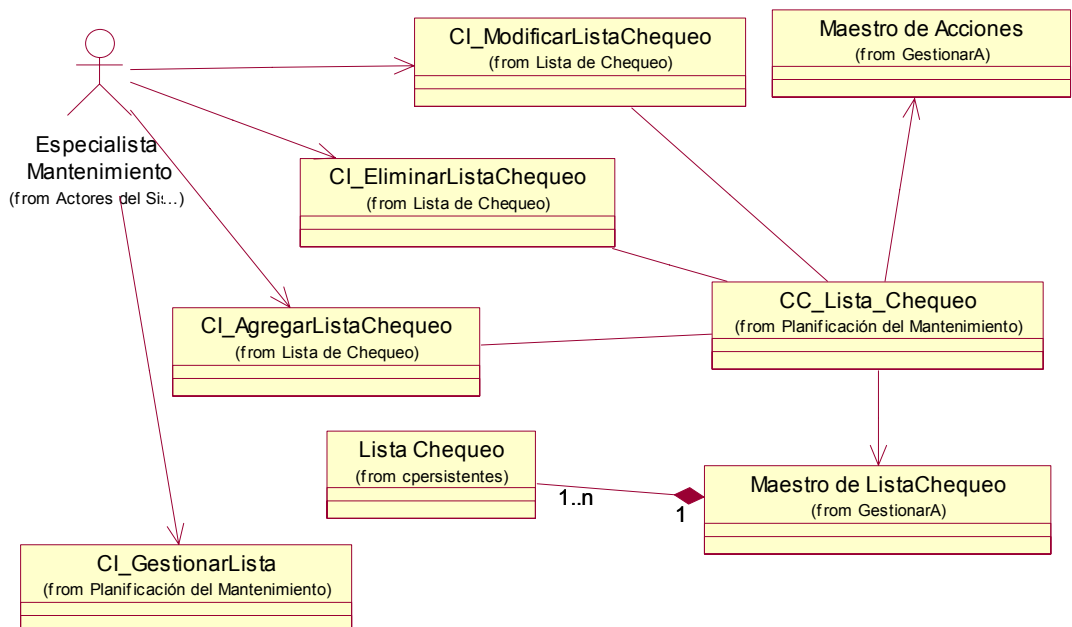 CI_ModificarListaChequeo
(from Lista de Chequeo)
Maestro de Acciones
(from GestionarA)
Especialista
Mantenimiento
(from Actores del Si...)
CI_EliminarListaChequeo
(from Lista de Chequeo)
CI_AgregarListaChequeo
(from Lista de Chequeo)
CC_Lista_Chequeo
(from Planificación del Mantenimiento)
Lista Chequeo
(from cpersistentes)
1..n
1
Maestro de ListaChequeo
(from GestionarA)
CI_GestionarLista
(from Planificación del Mantenimiento)